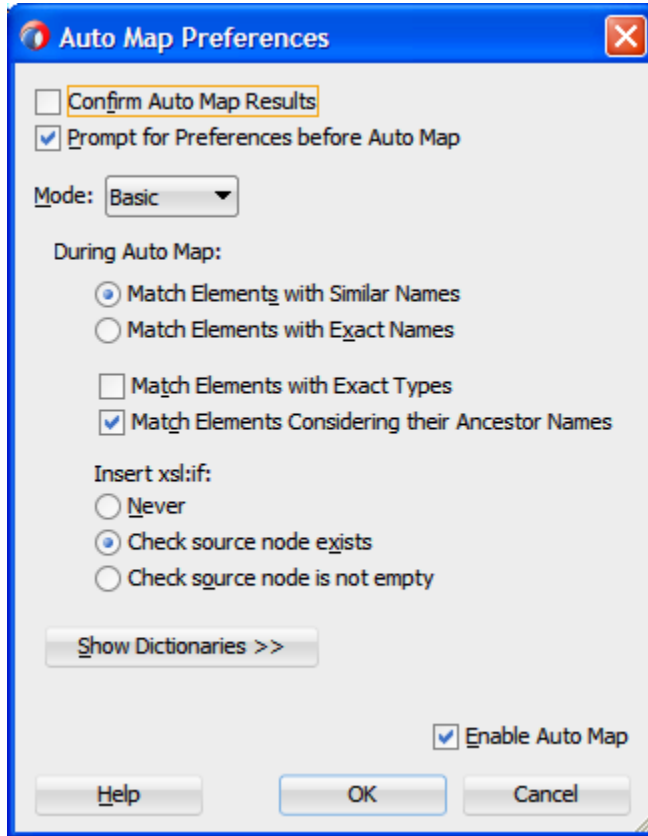 Auto Map Preferences
Confirm Auto Map Results
Prompt for Preferences before Auto Map
Mode: Basic
During Auto Map:
Match Elements with Similar Names
Match Elements with Exact Names
Match Elements with Exact Types
Match Elements Considering their Ancestor Names
Insert xsl:if:
Never
Check source node exists
Check source node is not empty
Show Dictionaries >>
Enable Auto Map
Help OK Cancel